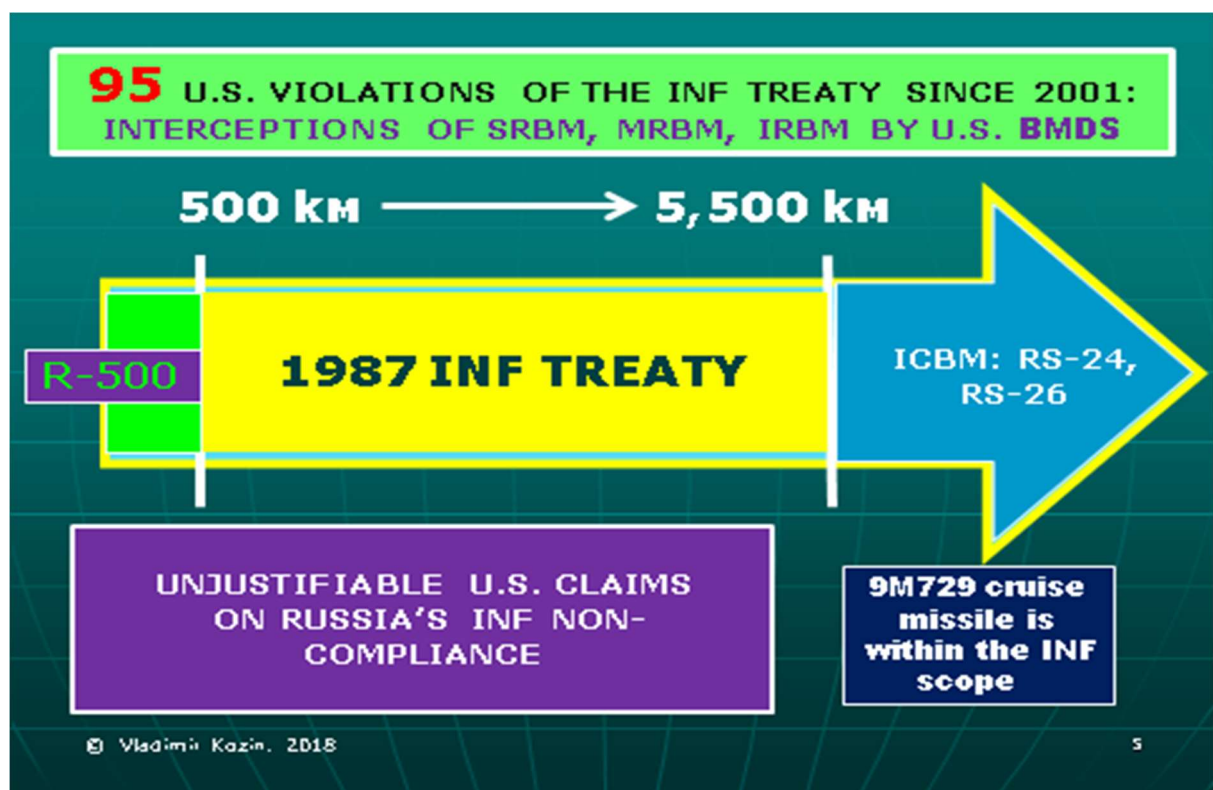 95 U.S. VIOLATIONS OF THE INF TREATY SINCE 2001:
INTERCEPTIONS OF SRBM, MRBM, IRBM BY U.S. BMDS
500 км → 5,500 км
R-500
1987 INF TREATY
ICBM: RS-24,
RS-26
UNJUSTIFIABLE U.S. CLAIMS
ON RUSSIA'S INF NON-
COMPLIANCE
9M729 cruise
missile is
within the INF
scope
© Vladimir Kozin, 2018
5